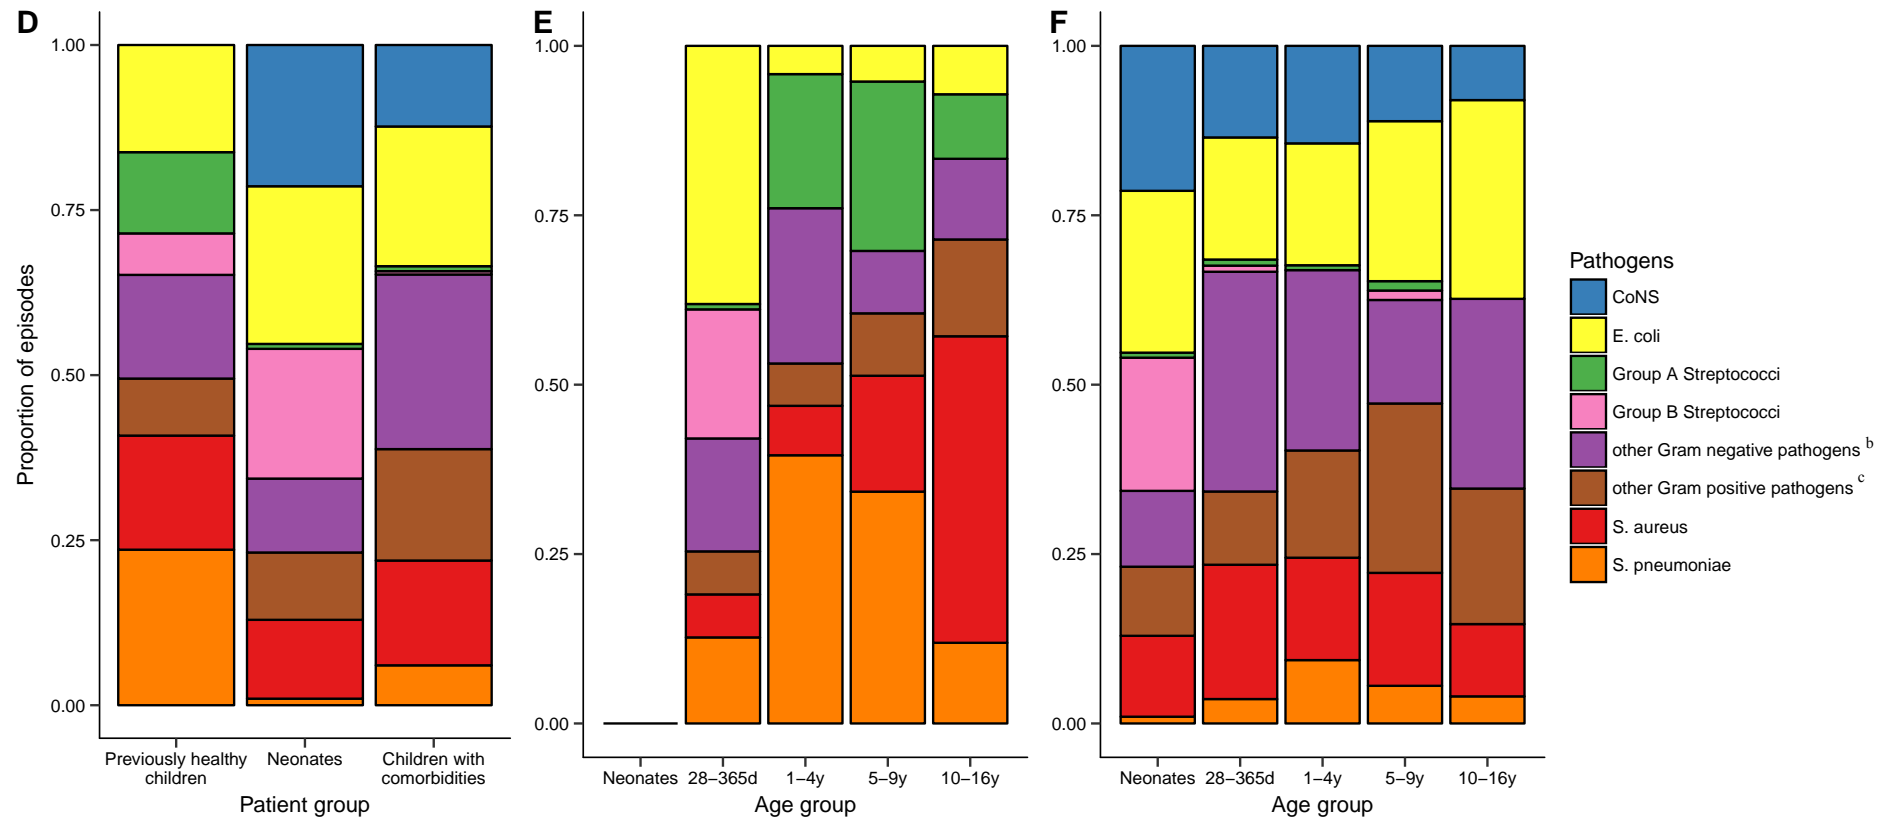 D
E
F
Proportion of episodes
1.00
0.75
0.50
0.25
0.00
Previously healthy
children
Neonates
Children with
comorbidities
Patient group
1.00
0.75
0.50
0.25
0.00
Neonates
28–365d
1–4y
5–9y
10–16y
Age group
1.00
0.75
0.50
0.25
0.00
Neonates
28–365d
1–4y
5–9y
10–16y
Age group
Pathogens
CoNS
E. coli
Group A Streptococci
Group B Streptococci
other Gram negative pathogens b
other Gram positive pathogens c
S. aureus
S. pneumoniae